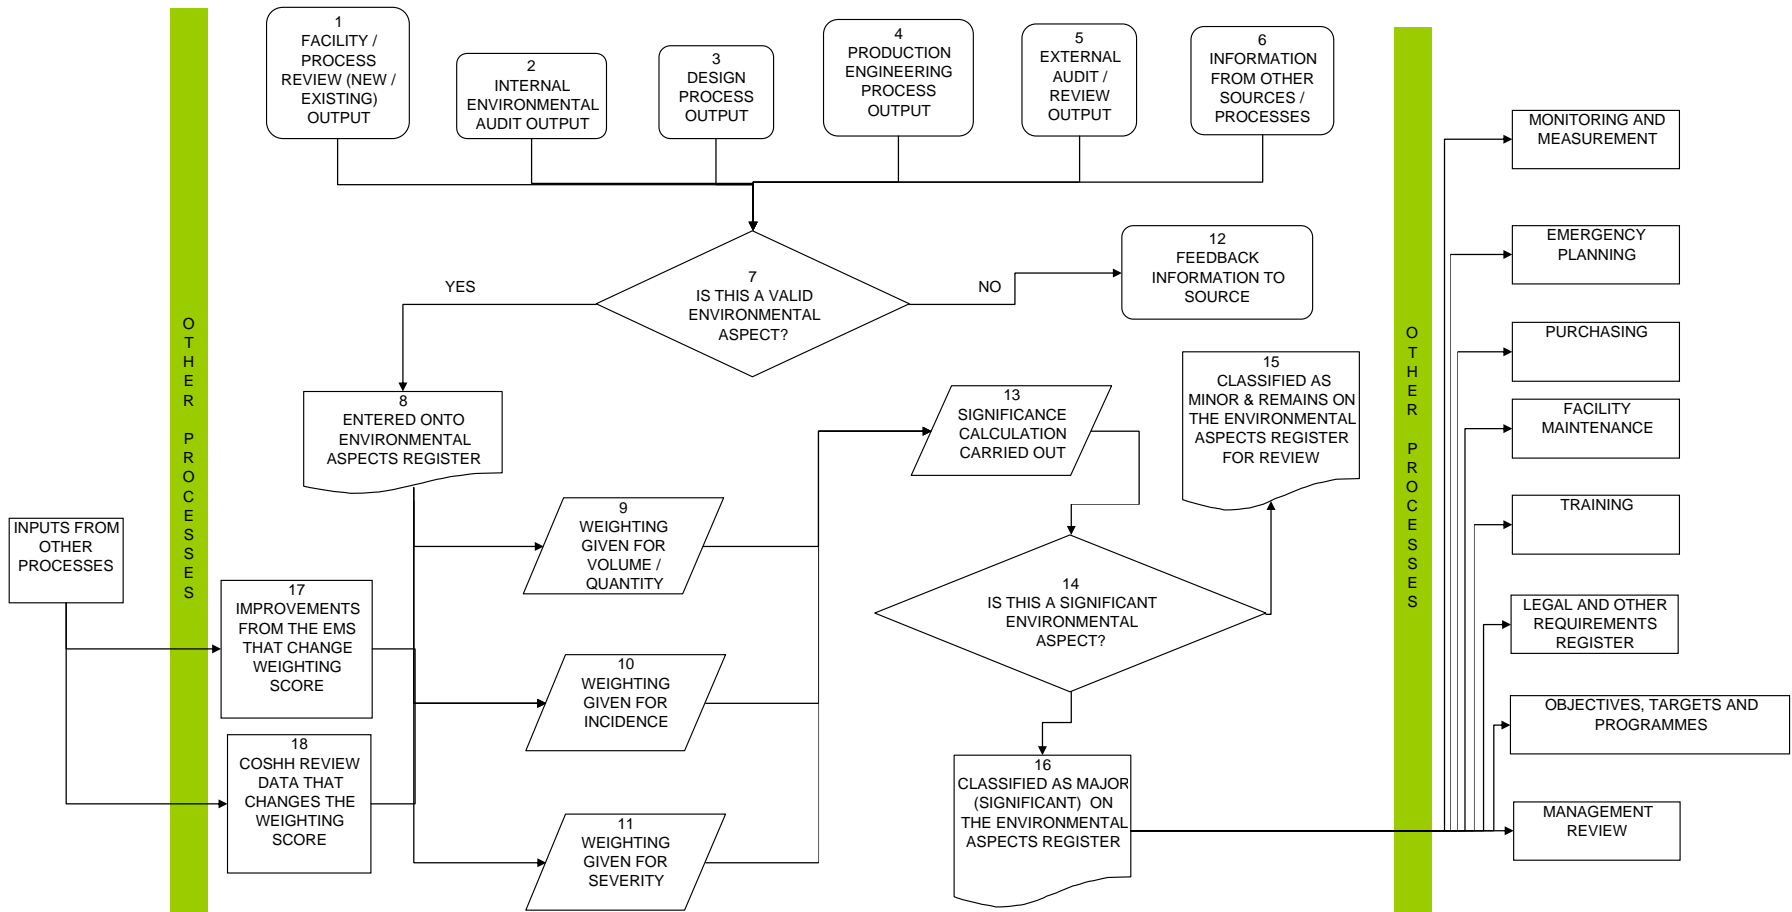 1
FACILITY /
PROCESS
REVIEW (NEW /
EXISTING)
OUTPUT
2
INTERNAL
ENVIRONMENTAL
AUDIT OUTPUT
3
DESIGN
PROCESS
OUTPUT
4
PRODUCTION
ENGINEERING
PROCESS
OUTPUT
5
EXTERNAL
AUDIT /
REVIEW
OUTPUT
6
INFORMATION
FROM OTHER
SOURCES /
PROCESSES
7
IS THIS A VALID
ENVIRONMENTAL
ASPECT?
YES
NO
12
FEEDBACK
INFORMATION TO
SOURCE
8
ENTERED ONTO
ENVIRONMENTAL
ASPECTS REGISTER
9
WEIGHTING
GIVEN FOR
VOLUME /
QUANTITY
10
WEIGHTING
GIVEN FOR
INCIDENCE
11
WEIGHTING
GIVEN FOR
SEVERITY
13
SIGNIFICANCE
CALCULATION
CARRIED OUT
14
IS THIS A SIGNIFICANT
ENVIRONMENTAL
ASPECT?
15
CLASSIFIED AS
MINOR & REMAINS ON
THE ENVIRONMENTAL
ASPECTS REGISTER
FOR REVIEW
16
CLASSIFIED AS MAJOR
(SIGNIFICANT) ON
THE ENVIRONMENTAL
ASPECTS REGISTER
INPUTS FROM
OTHER
PROCESSES
OTHER PROCESSES
17
IMPROVEMENTS
FROM THE EMS
THAT CHANGE
WEIGHTING
SCORE
18
COSHH REVIEW
DATA THAT
CHANGES THE
WEIGHTING
SCORE
OTHER PROCESSES
MONITORING AND
MEASUREMENT
EMERGENCY
PLANNING
PURCHASING
FACILITY
MAINTENANCE
TRAINING
LEGAL AND OTHER
REQUIREMENTS
REGISTER
OBJECTIVES, TARGETS AND
PROGRAMMES
MANAGEMENT
REVIEW